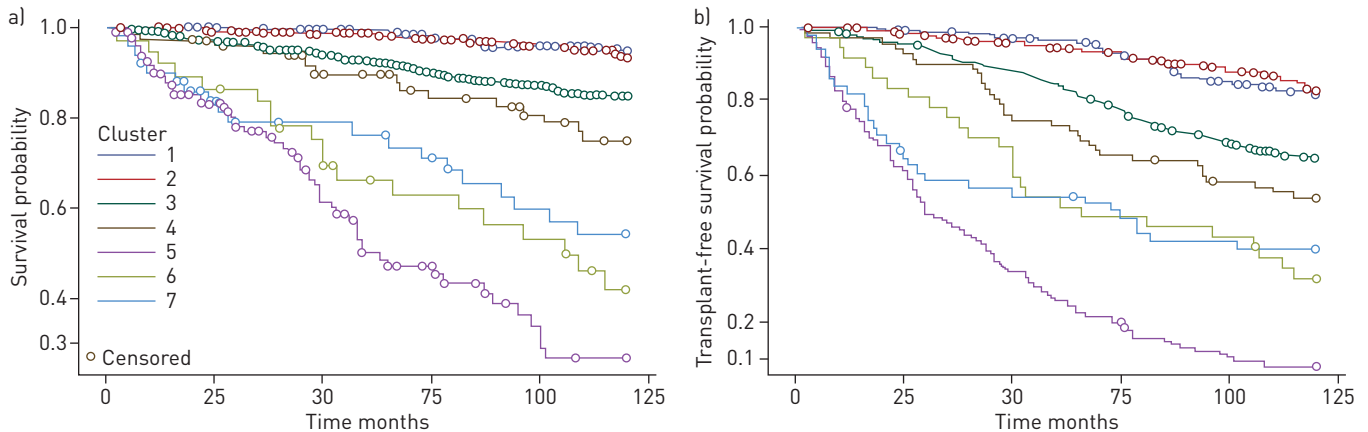 a)
Survival probability
1.0
0.8
0.6
0.4
0.3
Cluster
1
2
3
4
5
6
7
Censored
0 25 30 75 100 125
Time months
b)
Transplant-free survival probability
1.0
0.8
0.6
0.4
0.2
0.1
0 25 30 75 100 125
Time months